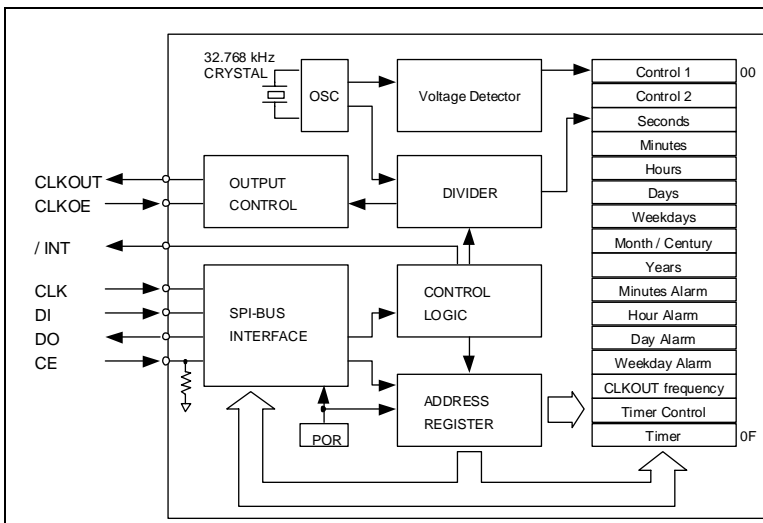 32.768 kHz
CRYSTAL
OSC
Voltage Detector
Control 1
00
Control 2
Seconds
Minutes
Hours
Days
Weekdays
Month / Century
Years
Minutes Alarm
Hour Alarm
Day Alarm
Weekday Alarm
CLKOUT frequency
Timer Control
Timer
0F
CLKOUT
CLKOE
OUTPUT
CONTROL
DIVIDER
/ INT
CLK
DI
DO
CE
SPI-BUS
INTERFACE
CONTROL
LOGIC
ADDRESS
REGISTER
POR